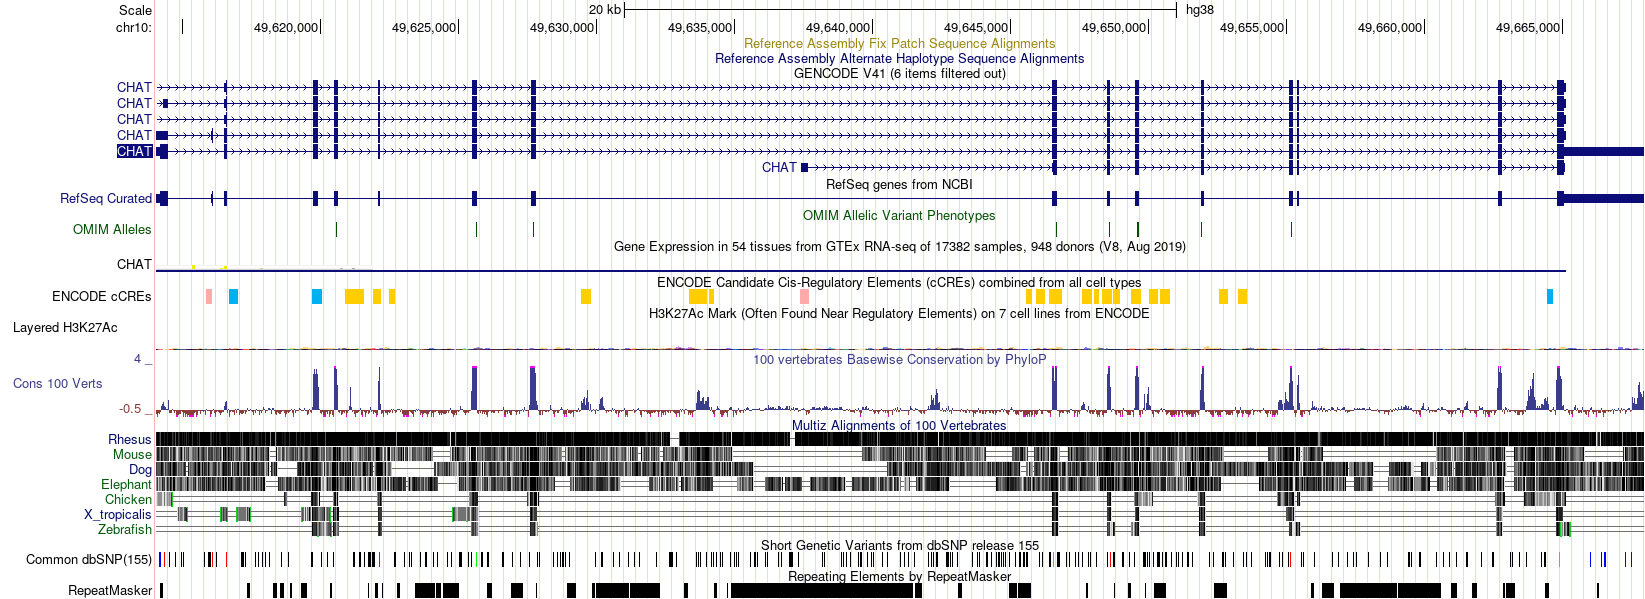 Scale 20 kb hg38
chr10: 49,620,000 49,625,000 49,630,000 49,635,000 49,640,000 49,645,000 49,650,000 49,655,000 49,660,000 49,665,000
Reference Assembly Fix Patch Sequence Alignments
Reference Assembly Alternate Haplotype Sequence Alignments
GENCODE V41 (6 items filtered out)
CHAT
CHAT
CHAT
CHAT
CHAT
CHAT
RefSeq genes from NCBI
RefSeq Curated
OMIM Allelic Variant Phenotypes
OMIM Alleles
Gene Expression in 54 tissues from GTEx RNA-seq of 17382 samples, 948 donors (V8, Aug 2019)
CHAT
ENCODE Candidate Cis-Regulatory Elements (cCREs) combined from all cell types
ENCODE cCREs
H3K27Ac Mark (Often Found Near Regulatory Elements) on 7 cell lines from ENCODE
Layered H3K27Ac
100 vertebrates Basewise Conservation by PhyloP
4 _
Cons 100 Verts
-0.5 _
Multiz Alignments of 100 Vertebrates
Rhesus
Mouse
Dog
Elephant
Chicken
X_tropicalis
Zebrafish
Short Genetic Variants from dbSNP release 155
Common dbSNP(155)
Repeating Elements by RepeatMasker
RepeatMasker